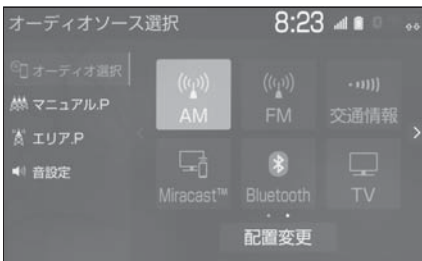 オーディオソース選択 8:23
オーディオ選択
マニュアル.P
エリア.P
音設定
AM FM 交通情報
Miracast™ Bluetooth TV
配置変更